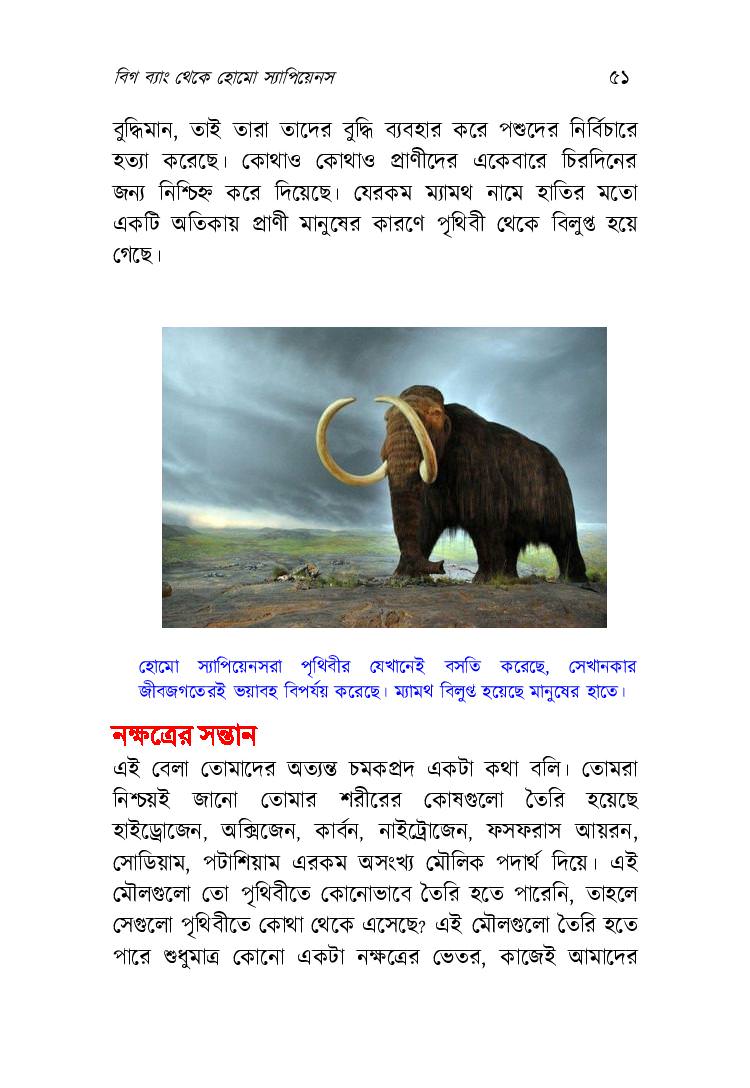 বিগ ব্যাং থেকে হোমো স্যাপিয়েনস ৫১
বুদ্ধিমান, তাই তারা তাদের বুদ্ধি ব্যবহার করে পশুদের নির্বিচারে
হত্যা করেছে। কোথাও কোথাও প্রাণীদের একেবারে চিরদিনের
জন্য নিশ্চিহ্ন করে দিয়েছে। যেরকম ম্যামথ নামে হাতির মতো
একটি অতিকায় প্রাণী মানুষের কারণে পৃথিবী থেকে বিলুপ্ত হয়ে
গেছে।
হোমো স্যাপিয়েনসরা পৃথিবীর যেখানেই বসতি করেছে, সেখানকার
জীবজগতেরই ভয়াবহ বিপর্যয় করেছে। ম্যামথ বিলুপ্ত হয়েছে মানুষের হাতে।
নক্ষত্রের সন্তান
এই বেলা তোমাদের অত্যন্ত চমকপ্রদ একটা কথা বলি। তোমরা
নিশ্চয়ই জানো তোমার শরীরের কোষগুলো তৈরি হয়েছে
হাইড্রোজেন, অক্সিজেন, কার্বন, নাইট্রোজেন, ফসফরাস আয়রন,
সোডিয়াম, পটাশিয়াম এরকম অসংখ্য মৌলিক পদার্থ দিয়ে। এই
মৌলগুলো তো পৃথিবীতে কোনোভাবে তৈরি হতে পারেনি, তাহলে
সেগুলো পৃথিবীতে কোথা থেকে এসেছে? এই মৌলগুলো তৈরি হতে
পারে শুধুমাত্র কোনো একটা নক্ষত্রের ভেতর, কাজেই আমাদের